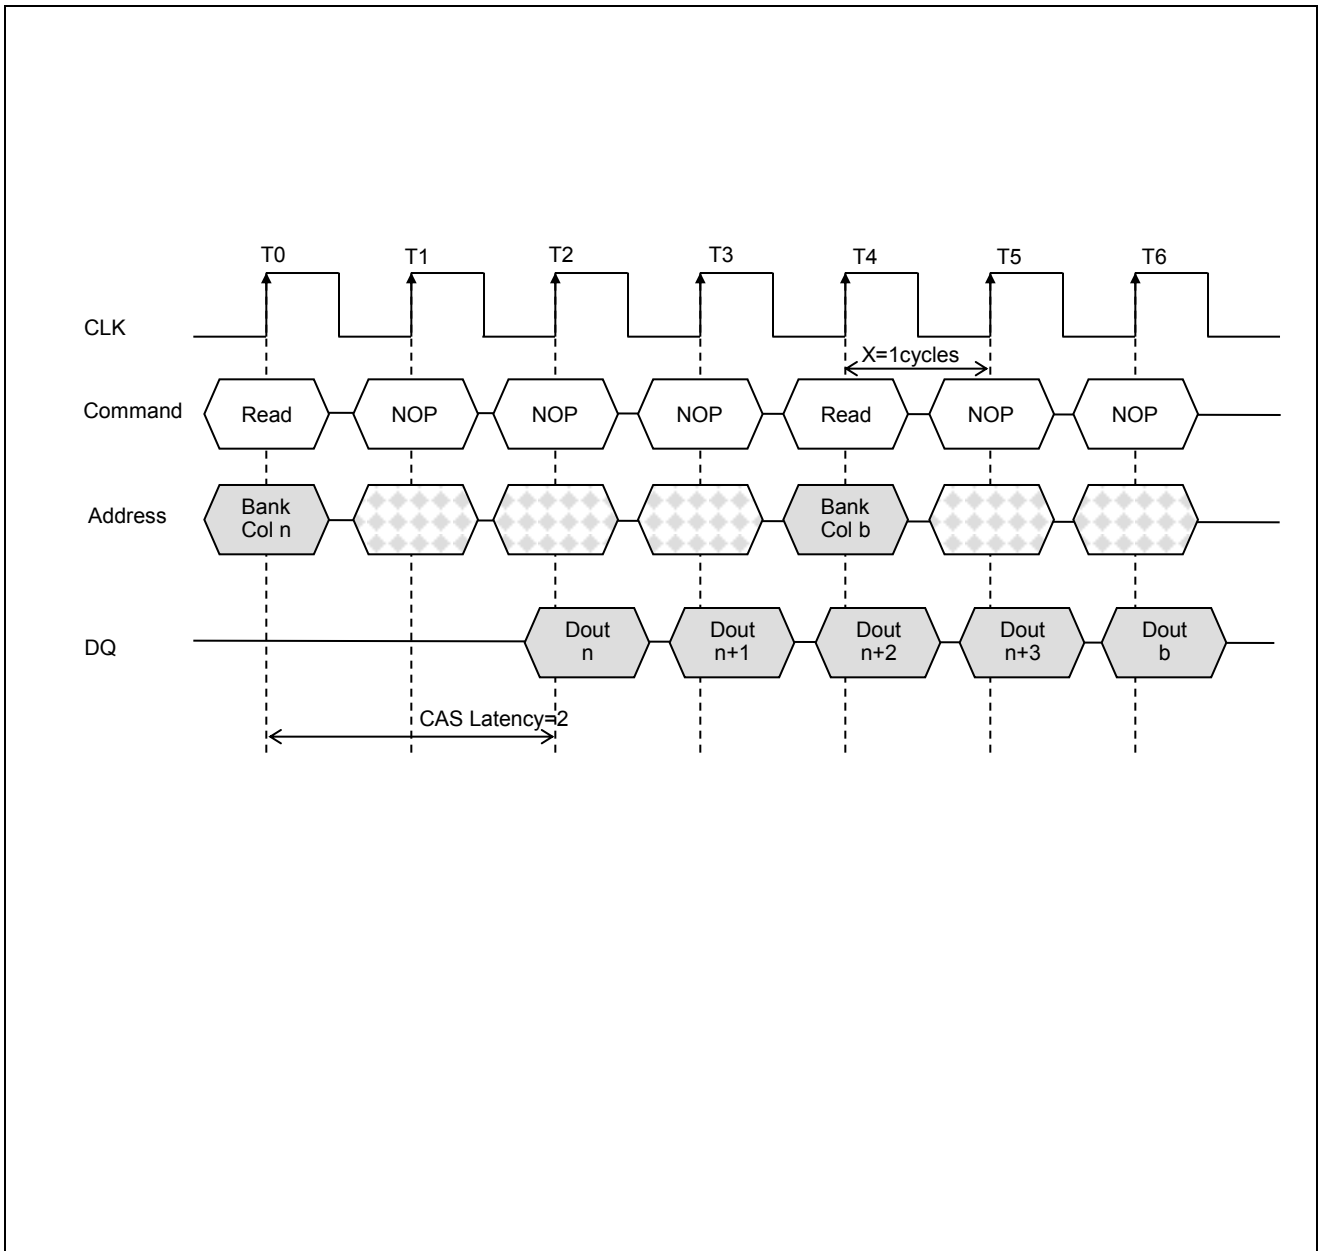 T0 T1 T2 T3 T4 T5 T6
CLK
X=1cycles
Command Read NOP NOP NOP Read NOP NOP
Bank Bank
Address
Col n Col b
Dout Dout Dout Dout Dout
DQ
n n+1 n+2 n+3 b
CAS Latency=2